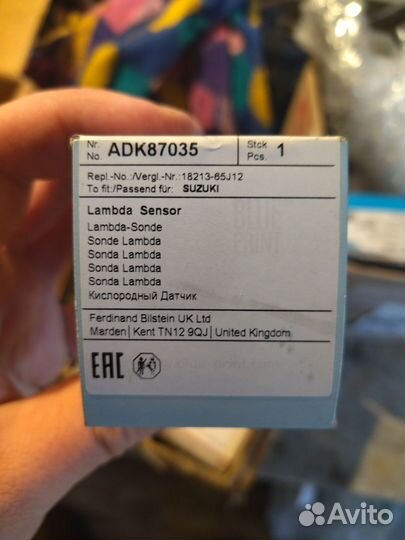 Nr.
No. ADK87035 Stck
Pcs. 1
Repl.-No.:/Vergl.-Nr.:18213-65J12
To fit:/Passend für: SUZUKI
Lambda Sensor
Lambda-Sonde
Sonde Lambda
Sonda Lambda
Sonda Lambda
Sonda Lambda
Кислородный Датчик
BLUE
PRINT
Ferdinand Bilstein UK Ltd
Marden| Kent TN12 9QJ| United Kingdom
EAC
Avito